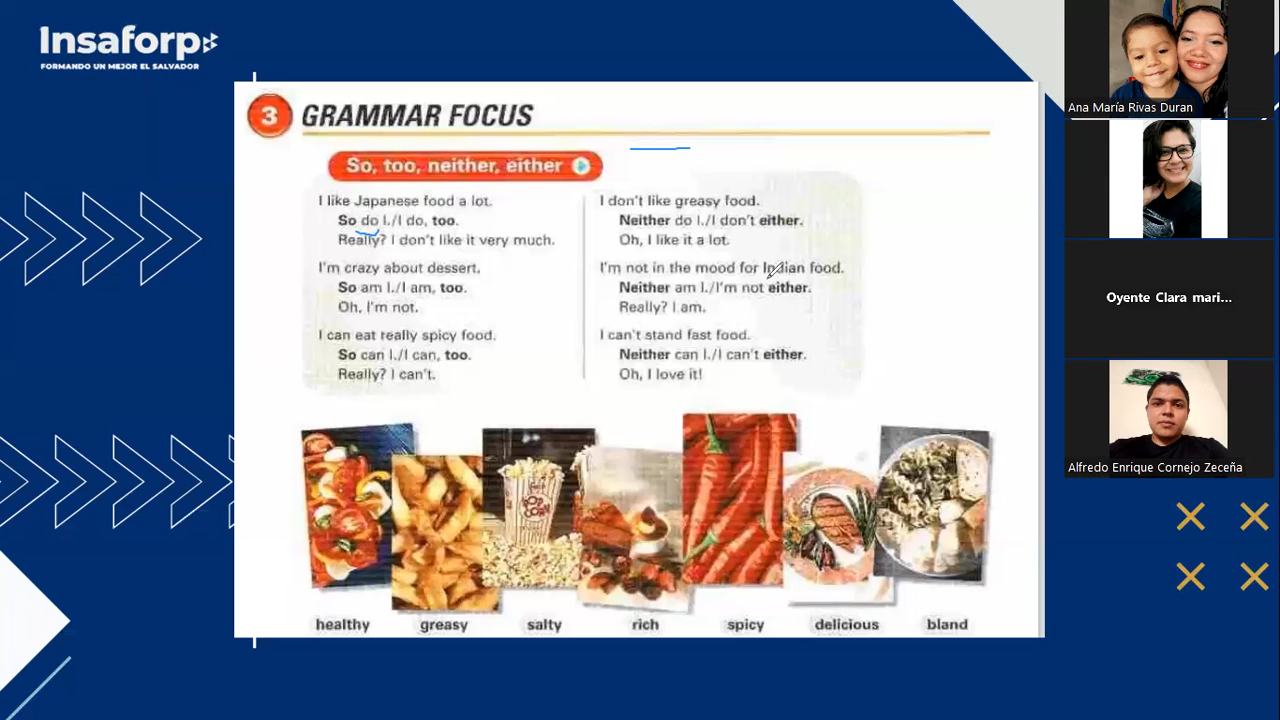 Insaforp
FORMANDO UN MEJOR EL SALVADOR
3 GRAMMAR FOCUS
So, too, neither, either
I like Japanese food a lot.
So do I./I do, too.
Really? I don't like it very much.
I'm crazy about dessert.
So am I./I am, too.
Oh, I'm not.
I can eat really spicy food.
So can I./I can, too.
Really? I can't.
I don't like greasy food.
Neither do I./I don't either.
Oh, I like it a lot.
I'm not in the mood for Indian food.
Neither am I./I'm not either.
Really? I am.
I can't stand fast food.
Neither can I./I can't either.
Oh, I love it!
POP CORN
healthy
greasy
salty
rich
spicy
delicious
bland
Ana María Rivas Duran
Oyente Clara mari...
Alfredo Enrique Cornejo Zeceña